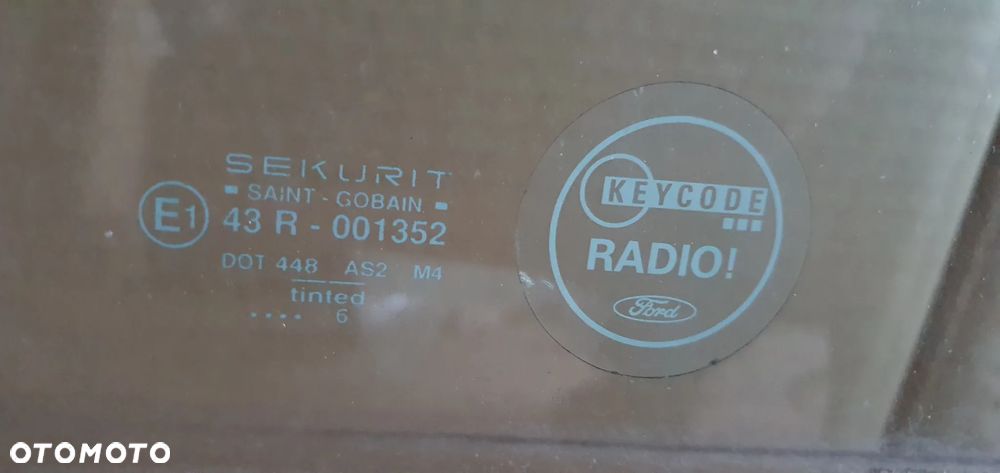 SEKURIT
SAINT - GOBAIN
E1
43 R - 001352
DOT 448 AS2 M4
tinted
.... 6
KEYCODE
RADIO!
Ford
OTOMOTO